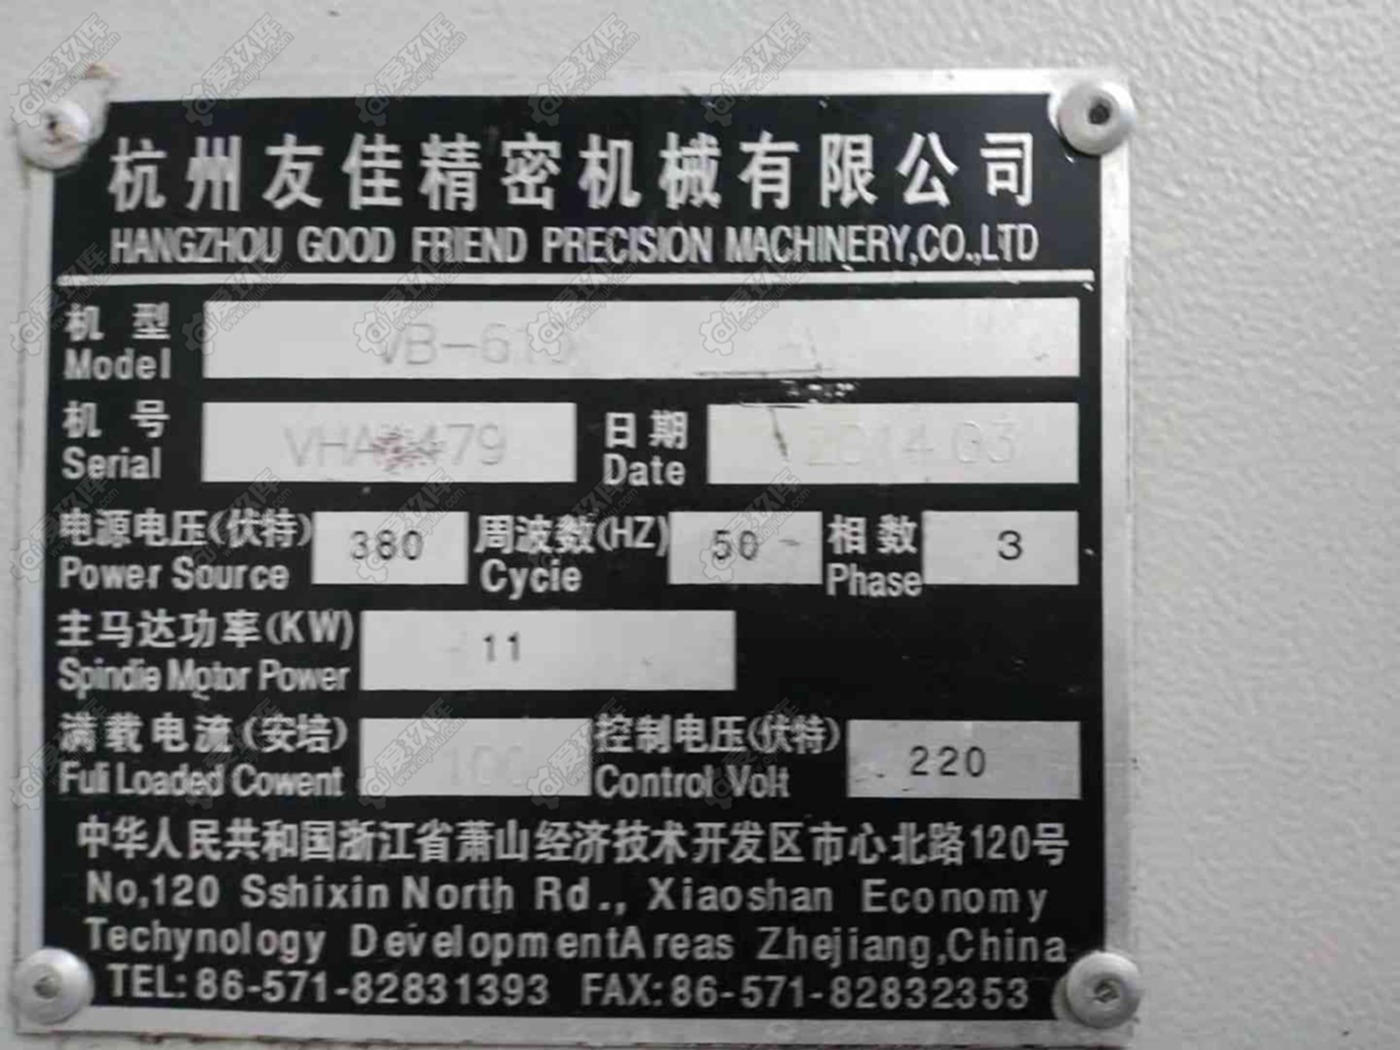 杭州友佳精密机械有限公司
HANGZHOU GOOD FRIEND PRECISION MACHINERY,CO.,LTD
机型
Model
机号 日期 2014 03
Serial Date
电源电压(伏特) 380 周波数(HZ) 50 相数 3
Power Source Cycie Phase
主马达功率(KW) 11
Spindie Motor Power
满载电流(安培) 控制电压(伏特) 220
Fuli Loaded Cowent Control Volt
中华人民共和国浙江省萧山经济技术开发区市心北路120号
No,120 Sshixin North Rd., Xiaoshan Economy
Techynology DevelopmentAreas Zhejiang,China
TEL:86-571-82831393 FAX:86-571-82832353